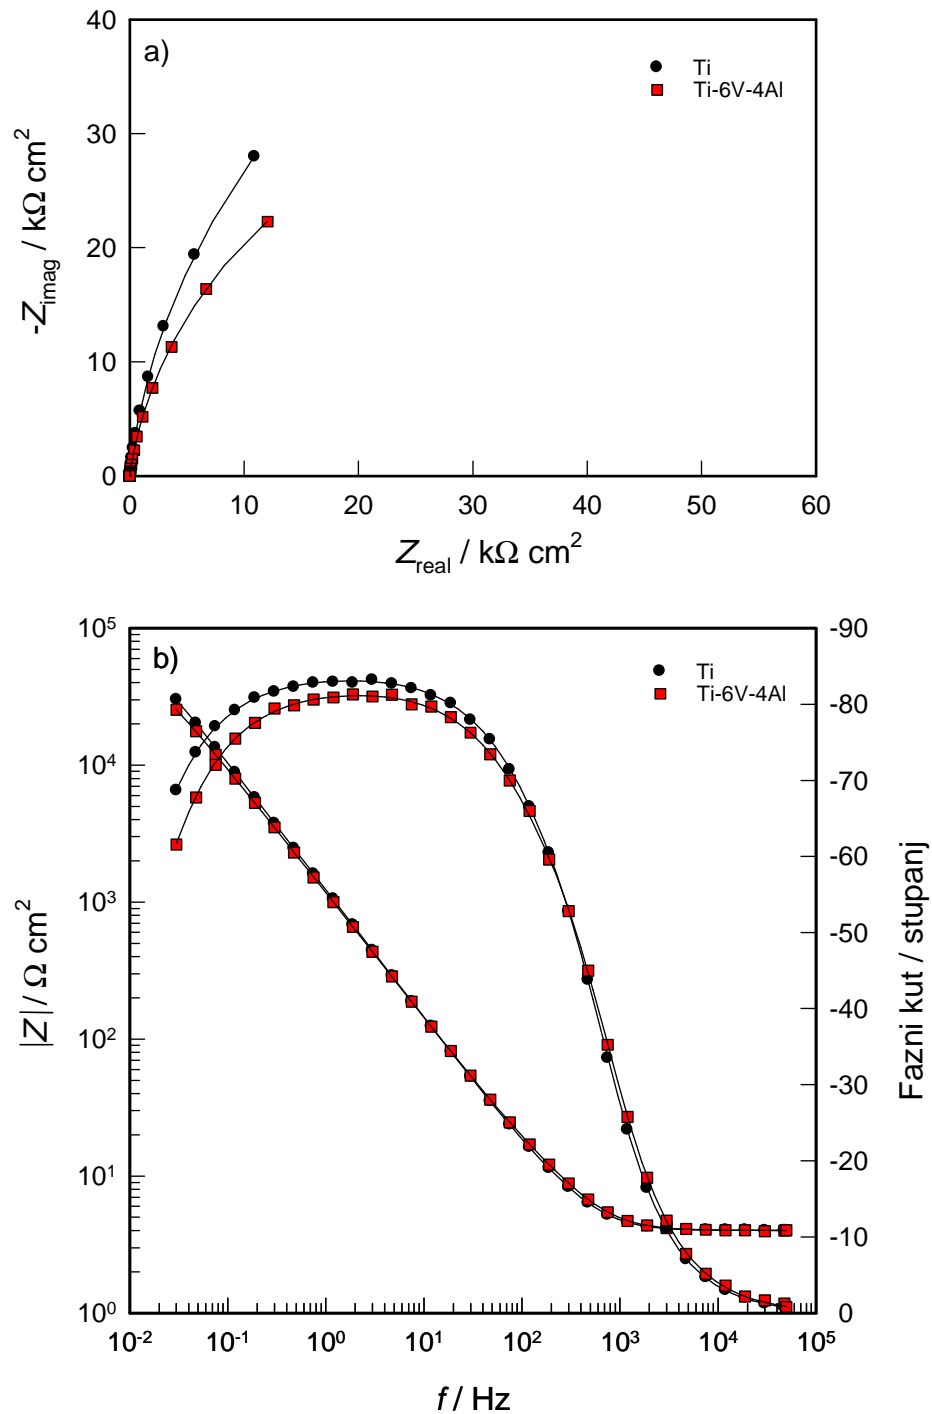 a)
Ti
Ti-6V-4Al
40
30
20
10
0
-Z_imag / kΩ cm²
0 10 20 30 40 50 60
Z_real / kΩ cm²
b)
Ti
Ti-6V-4Al
10⁵
10⁴
10³
10²
10¹
10⁰
|Z| / Ω cm²
-90
-80
-70
-60
-50
-40
-30
-20
-10
0
Fazni kut / stupanj
10⁻² 10⁻¹ 10⁰ 10¹ 10² 10³ 10⁴ 10⁵
f / Hz